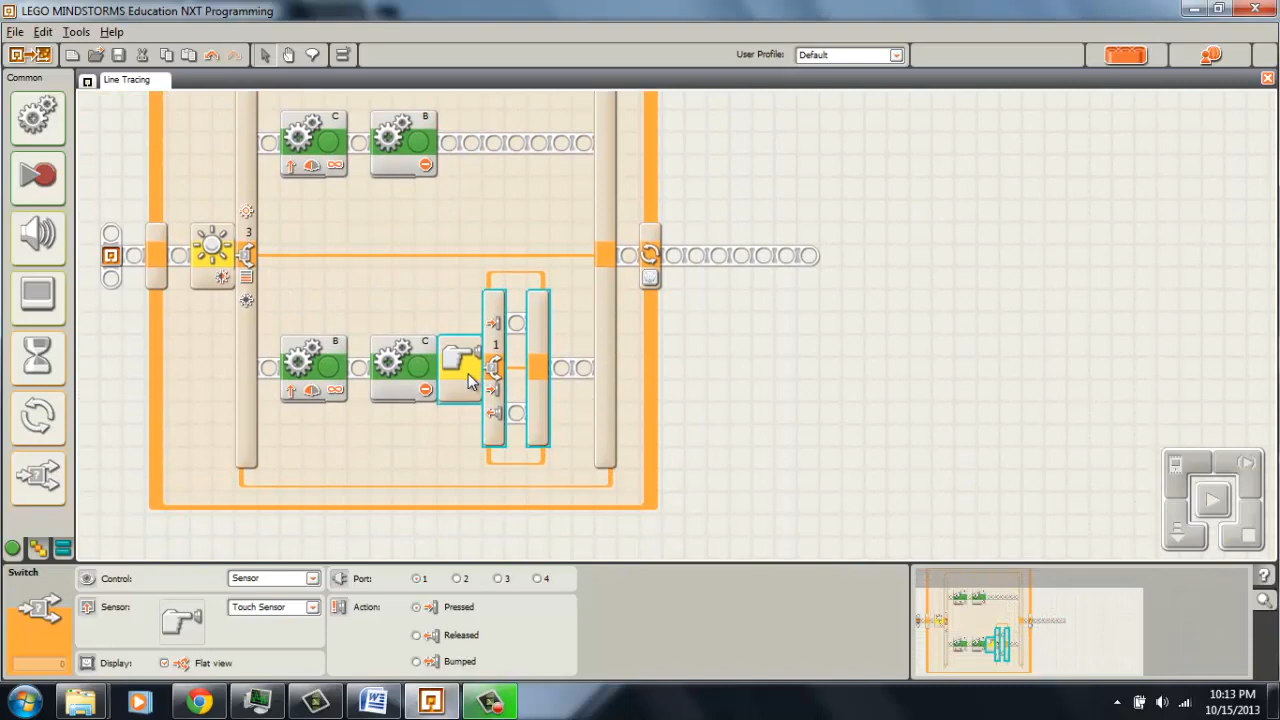 LEGO MINDSTORMS Education NXT Programming
File Edit Tools Help
User Profile: Default
Common
Line Tracing
C B
3
B C
1
Switch
0
Control: Sensor
Sensor: Touch Sensor
Display: Flat view
Port: 1 2 3 4
Action: Pressed
Released
Bumped
?
W
10:13 PM
10/15/2013